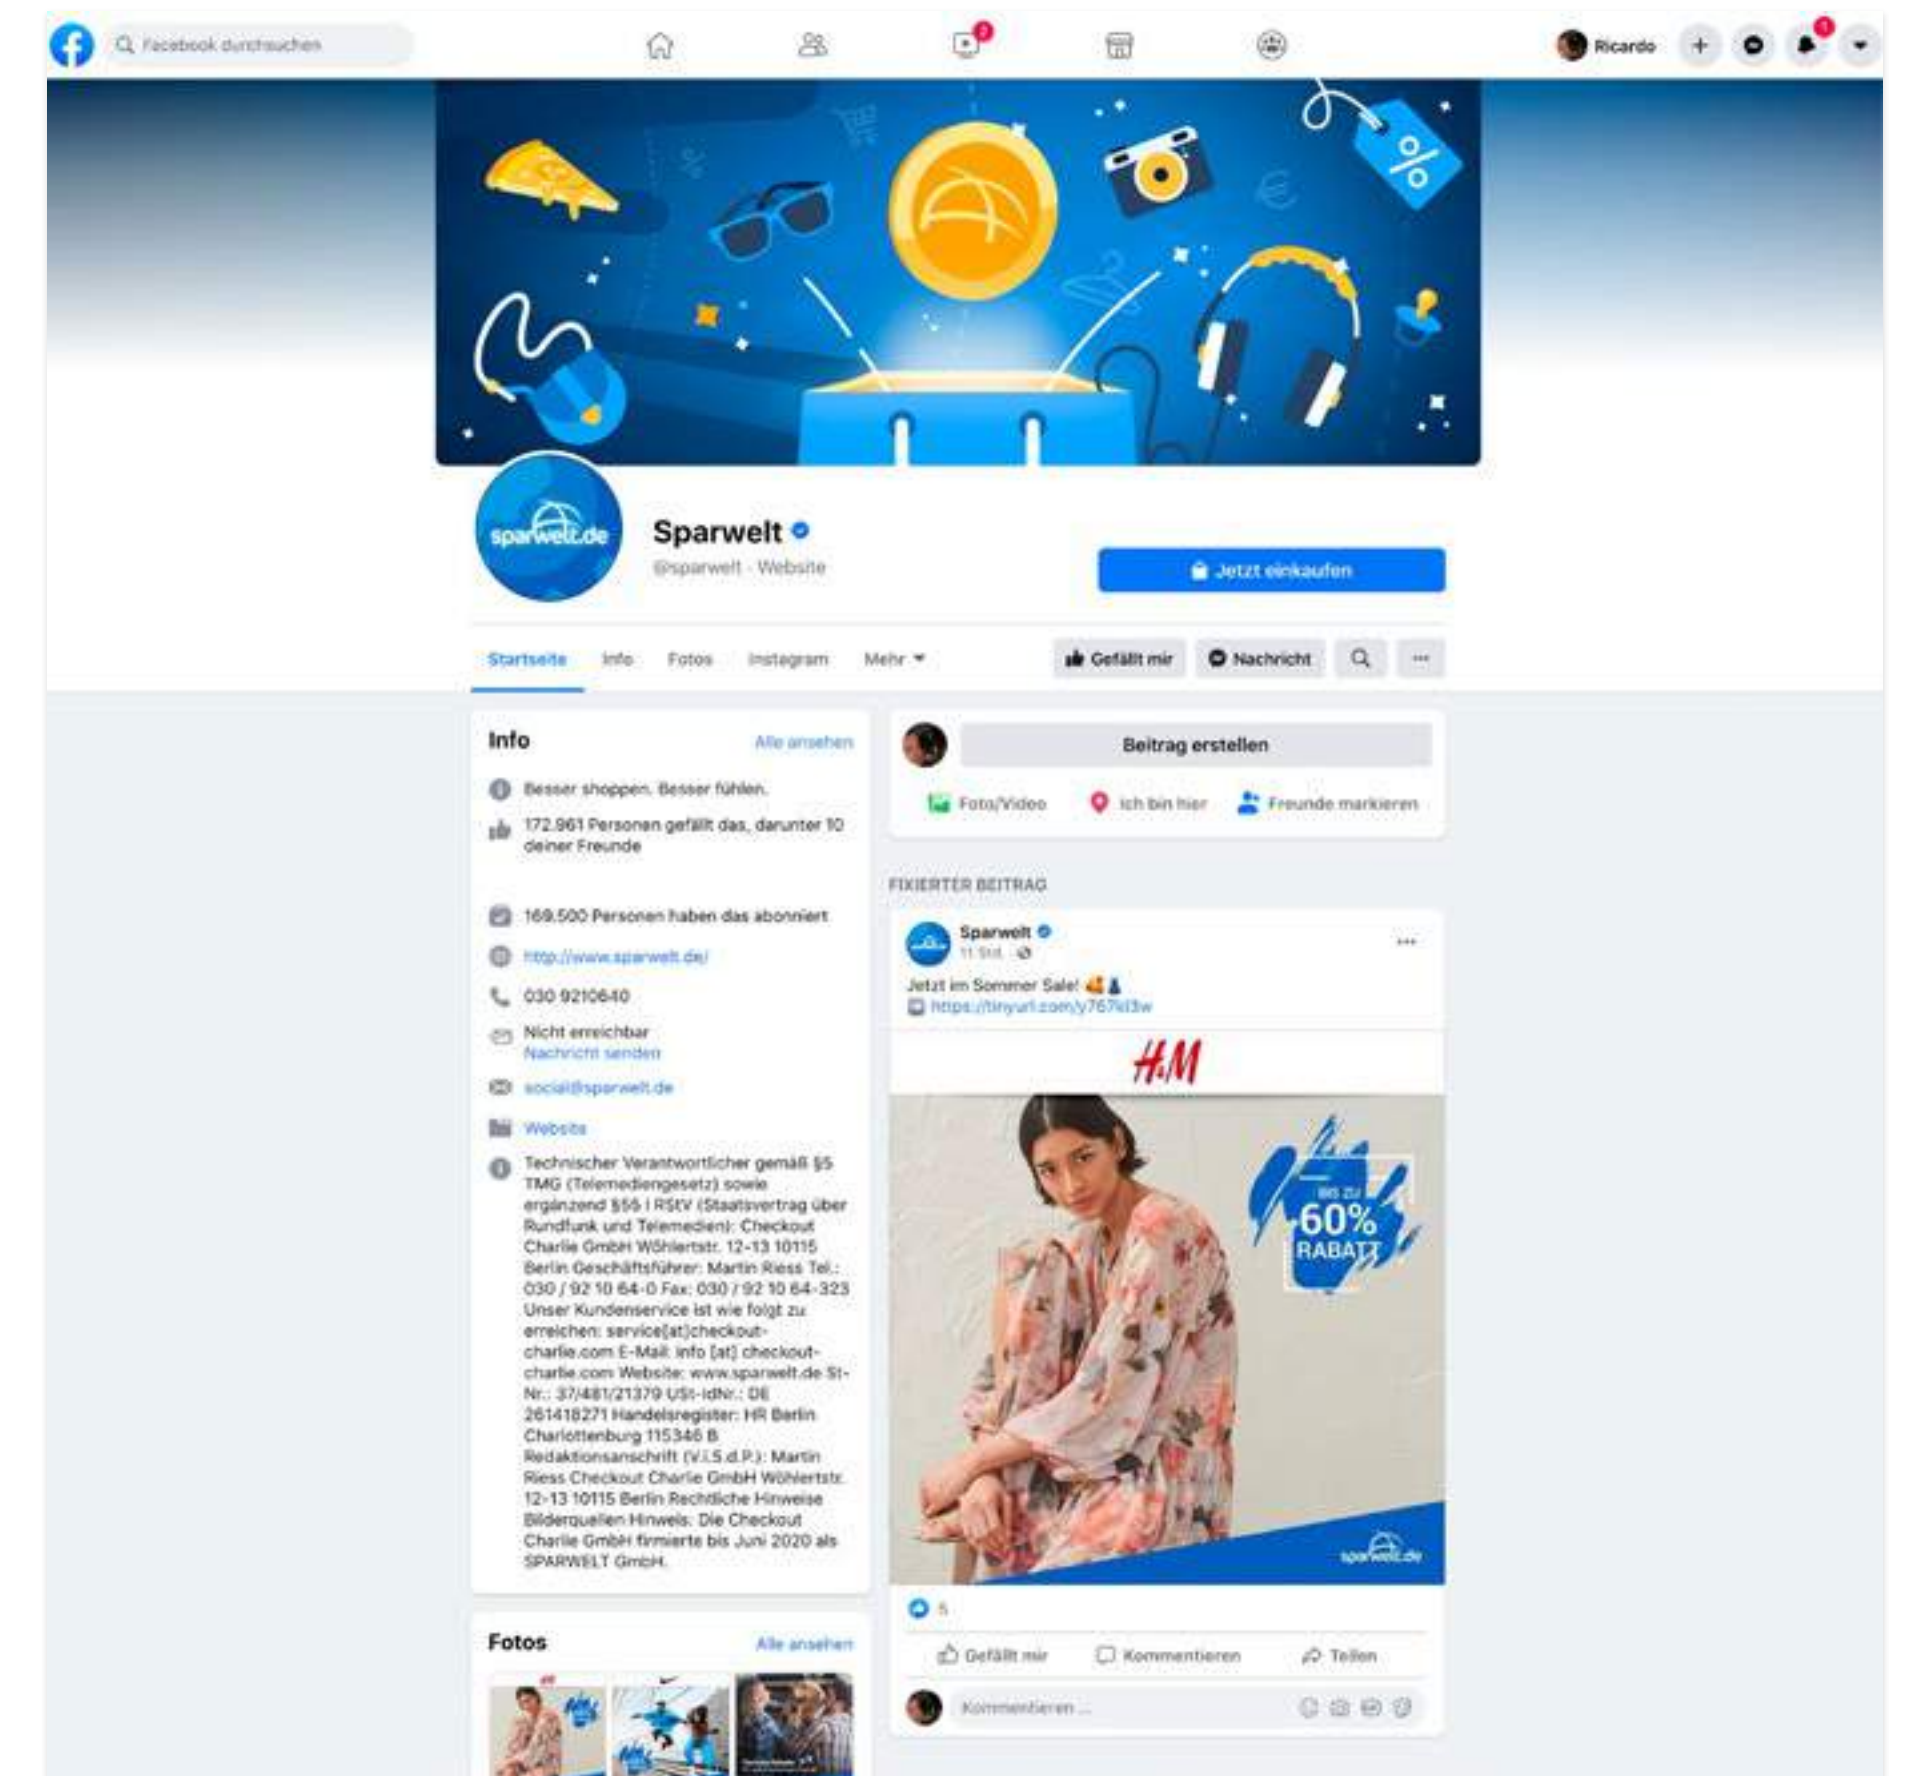 Facebook durchsuchen
2
Ricardo
1
%
%
€
sparwelt.de
Sparwelt
@sparwelt · Website
Jetzt einkaufen
Startseite
Info
Fotos
Instagram
Mehr
Gefällt mir
Nachricht
Info
Alle ansehen
Besser shoppen. Besser fühlen.
172.961 Personen gefällt das, darunter 10
deiner Freunde
169.500 Personen haben das abonniert
http://www.sparwelt.de/
030 9210640
Nicht erreichbar
Nachricht senden
social@sparwelt.de
Website
Technischer Verantwortlicher gemäß §5
TMG (Telemediengesetz) sowie
ergänzend §55 I RStV (Staatsvertrag über
Rundfunk und Telemedien): Checkout
Charlie GmbH Wöhlertstr. 12-13 10115
Berlin Geschäftsführer: Martin Riess Tel.:
030 / 92 10 64-0 Fax: 030 / 92 10 64-323
Unser Kundenservice ist wie folgt zu
erreichen: service[at]checkout-
charlie.com E-Mail: info [at] checkout-
charlie.com Website: www.sparwelt.de St-
Nr.: 37/481/21379 USt-IdNr.: DE
261418271 Handelsregister: HR Berlin
Charlottenburg 115346 B
Redaktionsanschrift (V.i.S.d.P.): Martin
Riess Checkout Charlie GmbH Wöhlertstr.
12-13 10115 Berlin Rechtliche Hinweise
Bilderquellen Hinweis: Die Checkout
Charlie GmbH firmierte bis Juni 2020 als
SPARWELT GmbH.
Fotos
Alle ansehen
Beitrag erstellen
Foto/Video
Ich bin hier
Freunde markieren
FIXIERTER BEITRAG
Sparwelt
11 Std.
Jetzt im Sommer Sale!
H&M
BIS ZU
60%
RABATT
sparwelt.de
5
Gefällt mir
Kommentieren
Teilen
Kommentieren ...